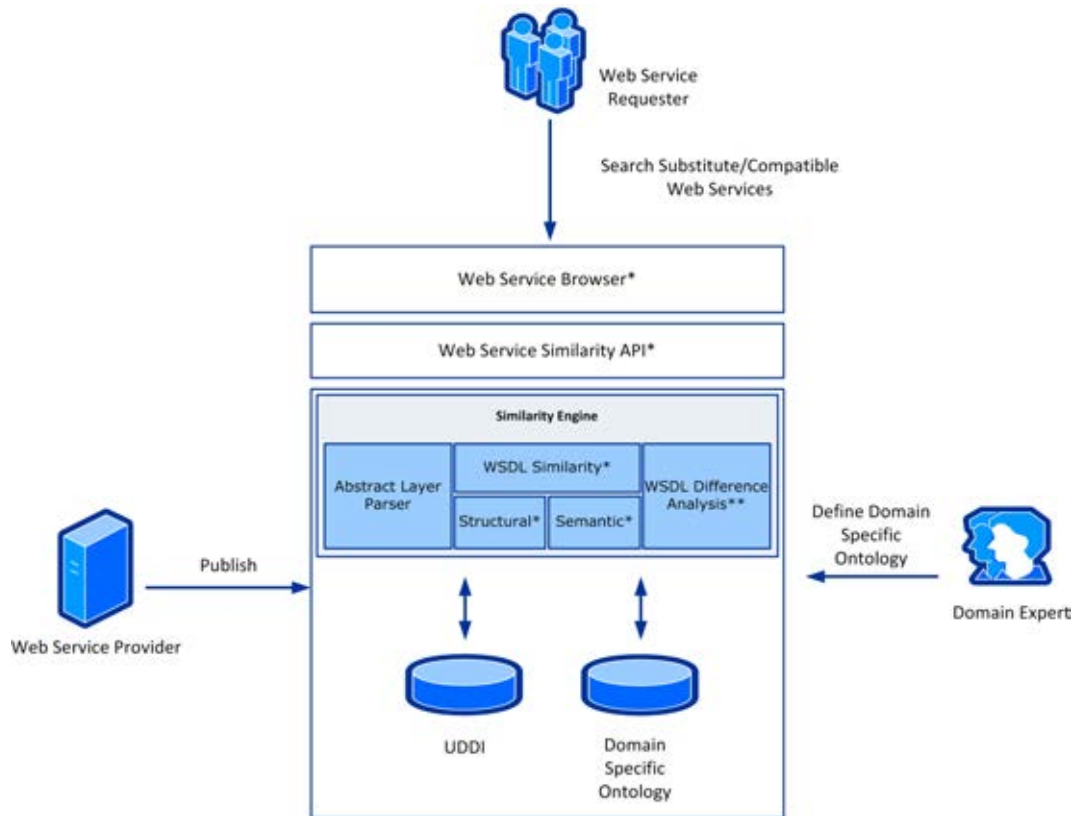 Web Service
Requester
Search Substitute/Compatible
Web Services
Web Service Browser*
Web Service Similarity API*
Similarity Engine
Abstract Layer
Parser
WSDL Similarity*
Structural*
Semantic*
WSDL Difference
Analysis**
Publish
Web Service Provider
Define Domain
Specific
Ontology
Domain Expert
UDDI
Domain
Specific
Ontology